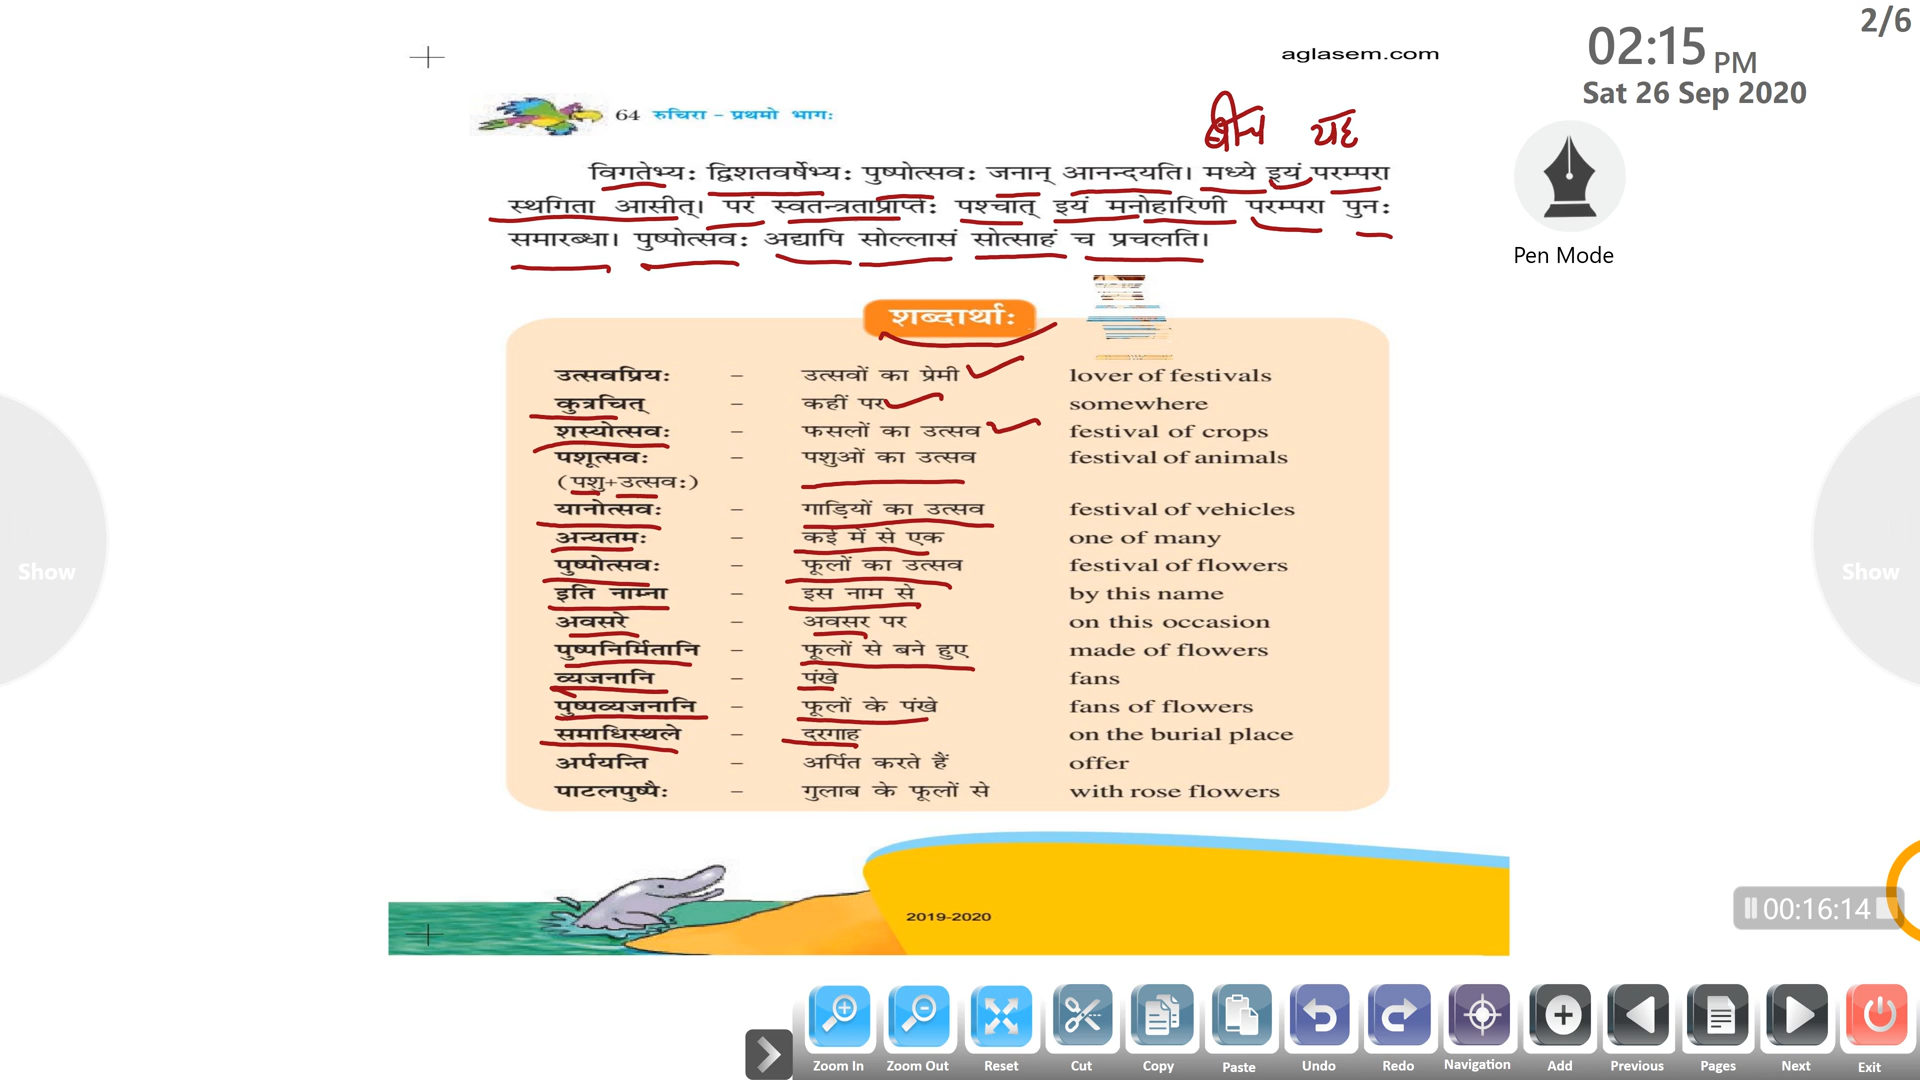 2/6
02:15 PM
Sat 26 Sep 2020
aglasem.com
64 रुचिरा – प्रथमो भागः
बीच यह
विगतेभ्यः द्विशतवर्षेभ्यः पुष्पोत्सवः जनान् आनन्दयति। मध्ये इयं परम्परा
स्थगिता आसीत्। परं स्वतन्त्रताप्राप्तेः पश्चात् इयं मनोहारिणी परम्परा पुनः
समारब्धा। पुष्पोत्सवः अद्यापि सोल्लासं सोत्साहं च प्रचलति।
Pen Mode
शब्दार्थाः
उत्सवप्रियः – उत्सवों का प्रेमी lover of festivals
कुत्रचित् – कहीं पर somewhere
शस्योत्सवः – फसलों का उत्सव festival of crops
पशूत्सवः – पशुओं का उत्सव festival of animals
(पशु+उत्सवः)
यानोत्सवः – गाड़ियों का उत्सव festival of vehicles
अन्यतमः – कई में से एक one of many
पुष्पोत्सवः – फूलों का उत्सव festival of flowers
इति नाम्ना – इस नाम से by this name
अवसरे – अवसर पर on this occasion
पुष्पनिर्मितानि – फूलों से बने हुए made of flowers
व्यजनानि – पंखे fans
पुष्पव्यजनानि – फूलों के पंखे fans of flowers
समाधिस्थले – दरगाह on the burial place
अर्पयन्ति – अर्पित करते हैं offer
पाटलपुष्पैः – गुलाब के फूलों से with rose flowers
Show Show
2019-2020
00:16:14
Zoom In Zoom Out Reset Cut Copy Paste Undo Redo Navigation Add Previous Pages Next Exit